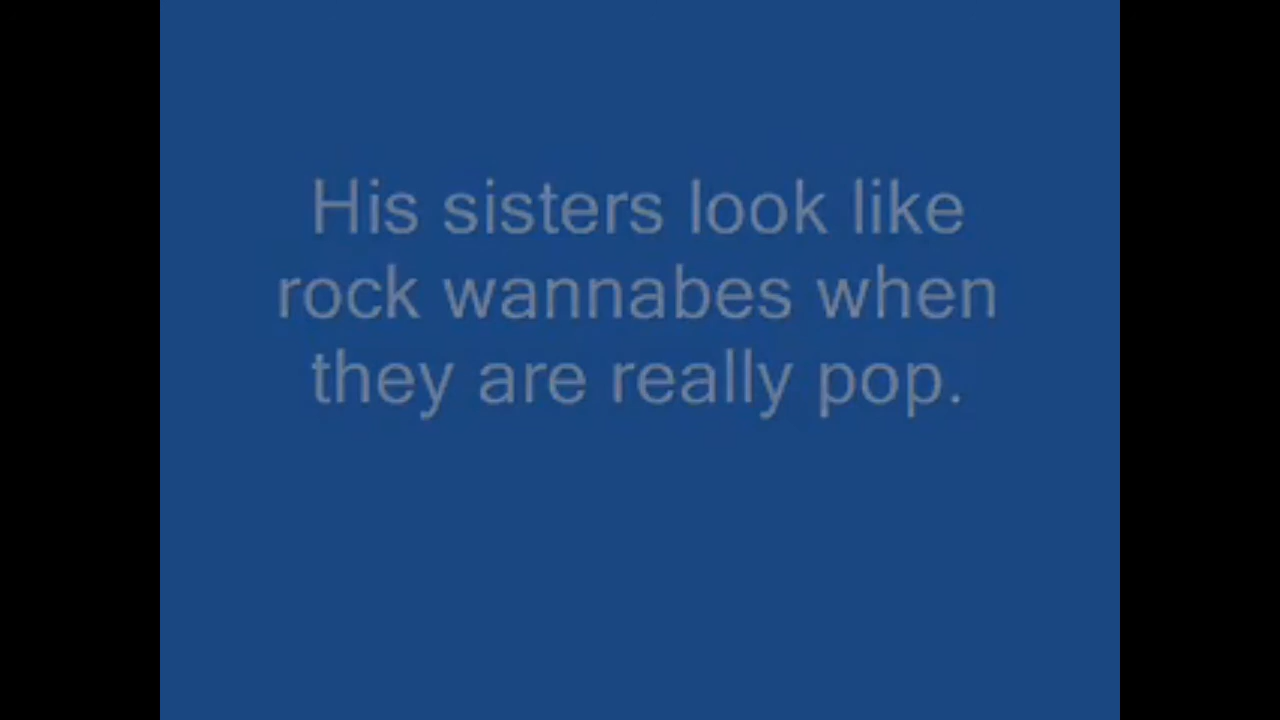 His sisters look like
rock wannabes when
they are really pop.